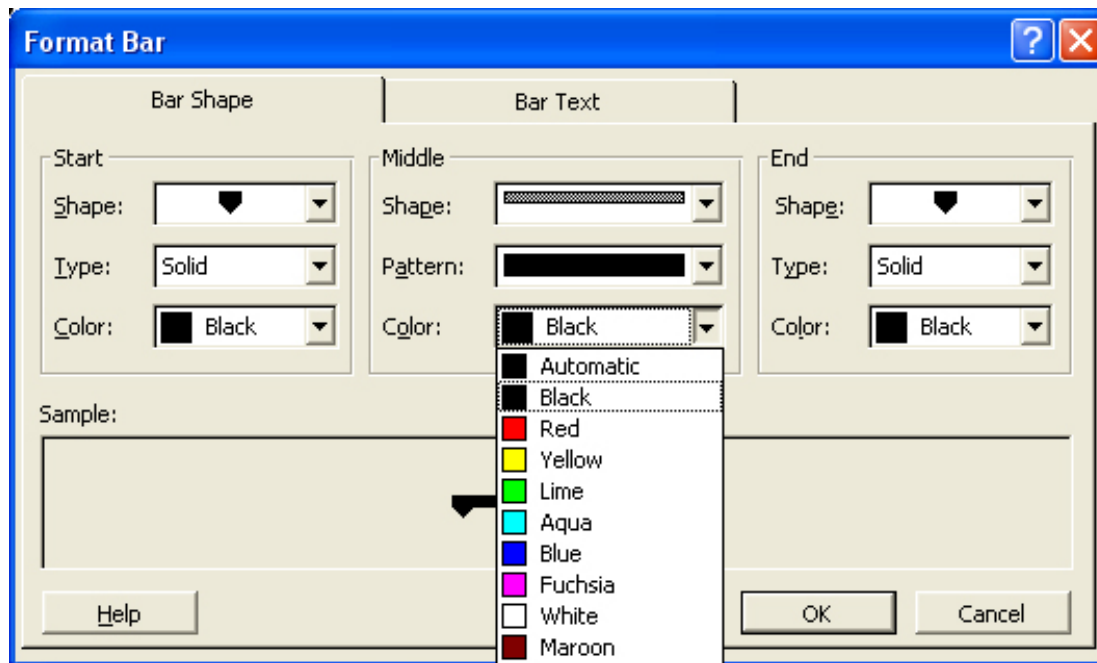 Format Bar
Bar Shape
Bar Text
Start
Shape:
Type: Solid
Color: Black
Middle
Shape:
Pattern:
Color: Black
Automatic
Black
Red
Yellow
Lime
Aqua
Blue
Fuchsia
White
Maroon
End
Shape:
Type: Solid
Color: Black
Sample:
Help
OK
Cancel